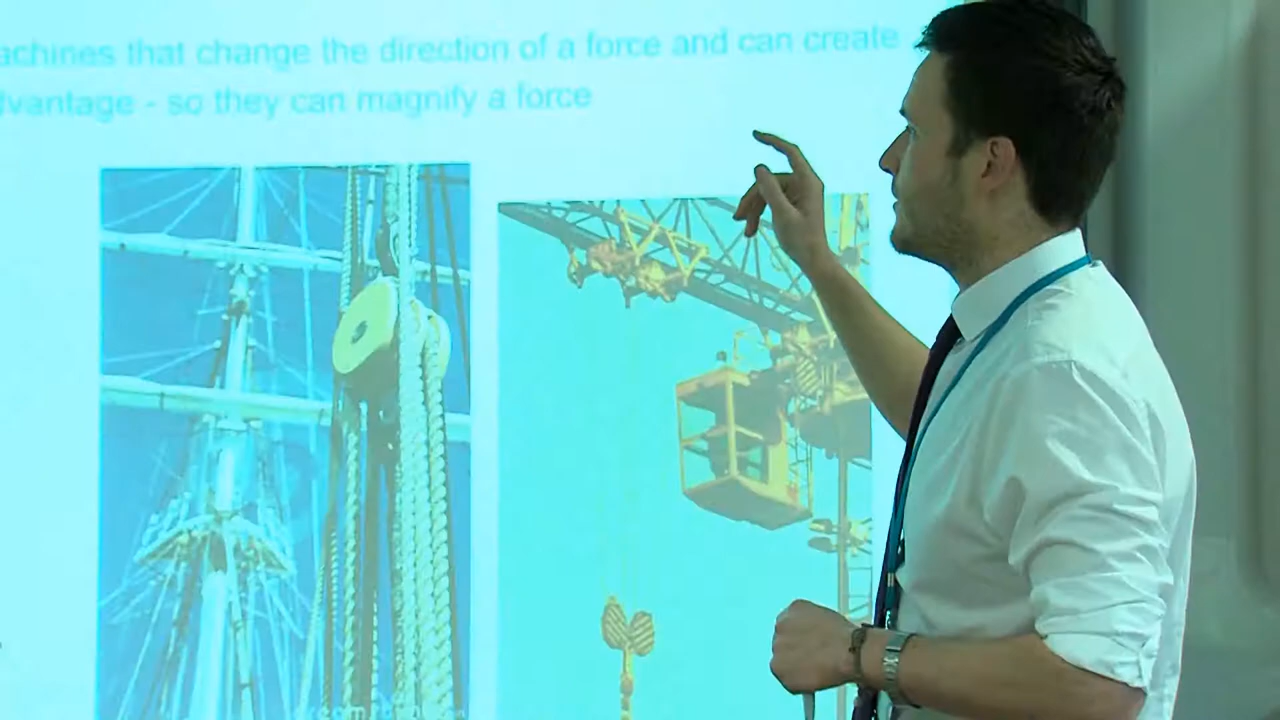 achines that change the direction of a force and can create
dvantage - so they can magnify a force